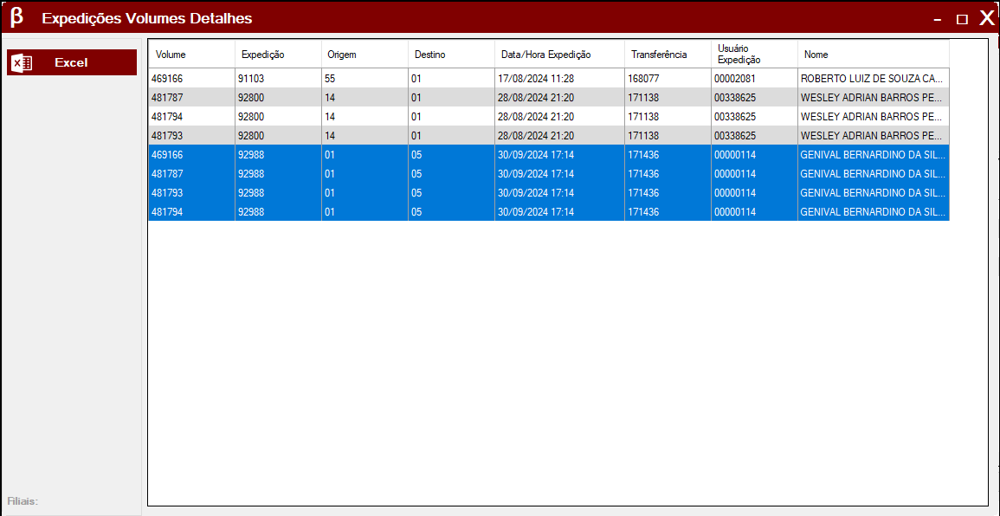 β Expedições Volumes Detalhes
Excel
Volume Expedição Origem Destino Data/Hora Expedição Transferência Usuário Expedição Nome
469166 91103 55 01 17/08/2024 11:28 168077 00002081 ROBERTO LUIZ DE SOUZA CA...
481787 92800 14 01 28/08/2024 21:20 171138 00338625 WESLEY ADRIAN BARROS PE...
481794 92800 14 01 28/08/2024 21:20 171138 00338625 WESLEY ADRIAN BARROS PE...
481793 92800 14 01 28/08/2024 21:20 171138 00338625 WESLEY ADRIAN BARROS PE...
469166 92988 01 05 30/09/2024 17:14 171436 00000114 GENIVAL BERNARDINO DA SIL...
481787 92988 01 05 30/09/2024 17:14 171436 00000114 GENIVAL BERNARDINO DA SIL...
481793 92988 01 05 30/09/2024 17:14 171436 00000114 GENIVAL BERNARDINO DA SIL...
481794 92988 01 05 30/09/2024 17:14 171436 00000114 GENIVAL BERNARDINO DA SIL...
Filiais: